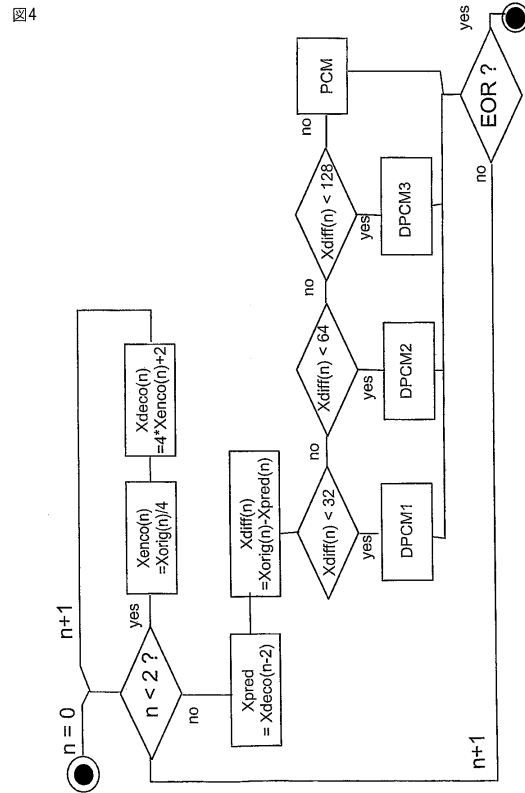 図4
n = 0
n+1
n < 2 ?
yes
Xenco(n)
=Xorig(n)/4
Xdeco(n)
=4*Xenco(n)+2
no
Xpred
= Xdeco(n-2)
Xdiff(n)
=Xorig(n)-Xpred(n)
Xdiff(n) < 32
yes
DPCM1
no
Xdiff(n) < 64
yes
DPCM2
no
Xdiff(n) < 128
yes
DPCM3
no
PCM
n+1
no
EOR ?
yes